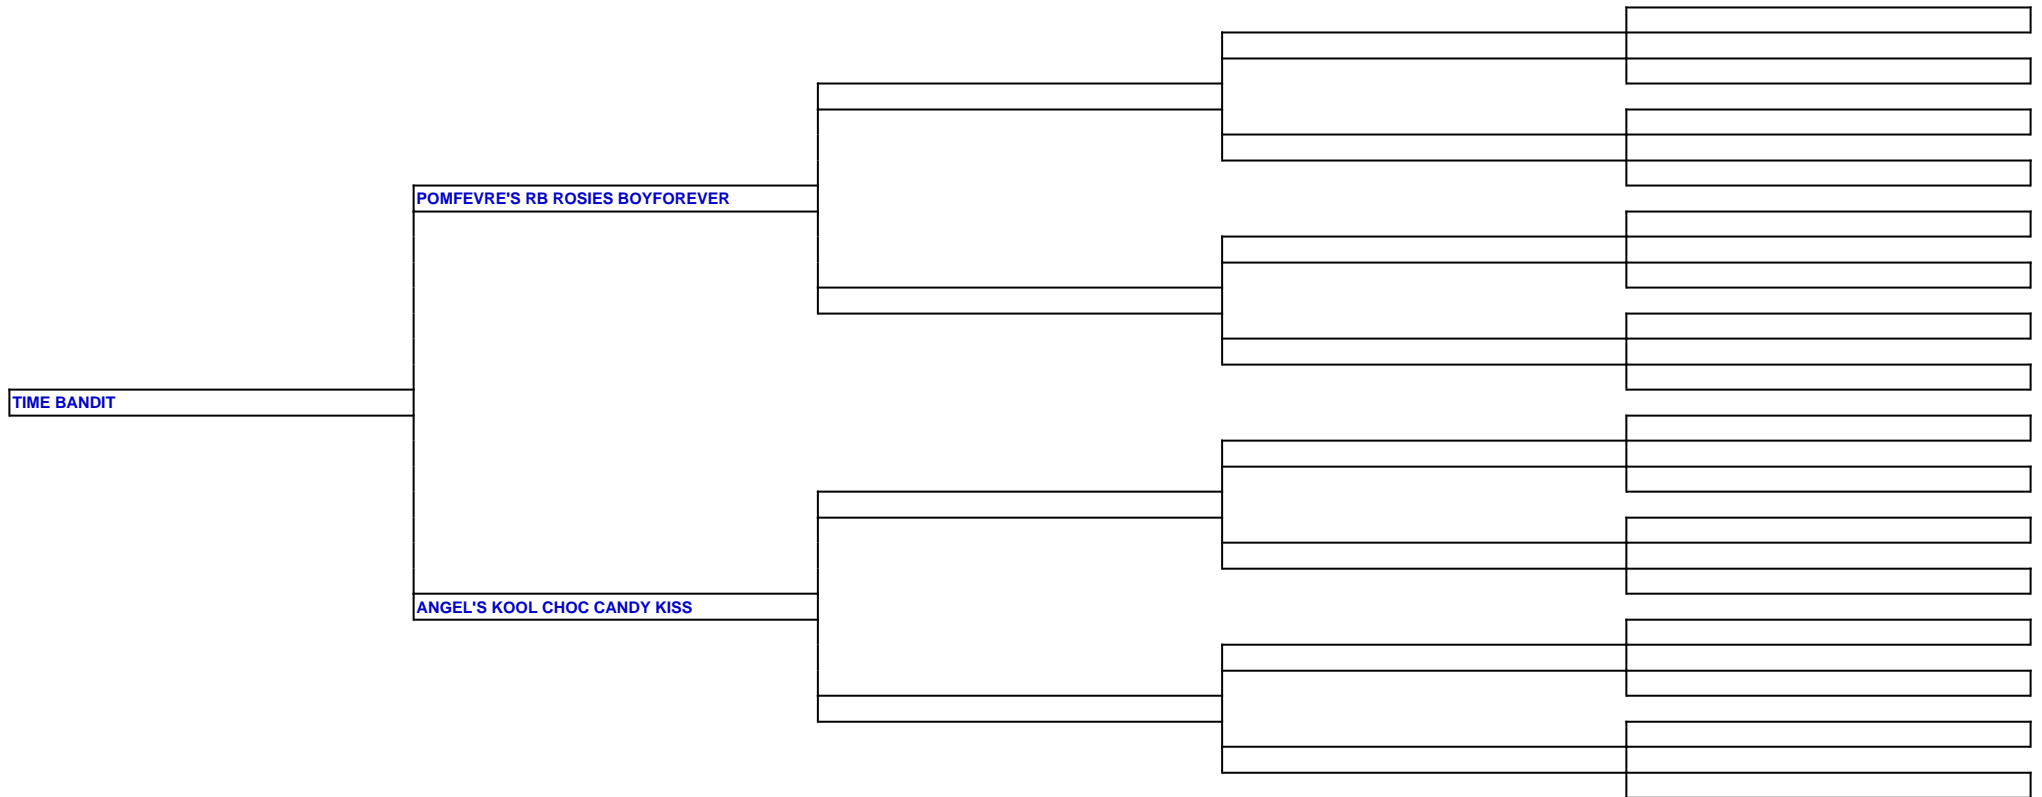 POMFEVRE'S RB ROSIES BOYFOREVER
TIME BANDIT
ANGEL'S KOOL CHOC CANDY KISS